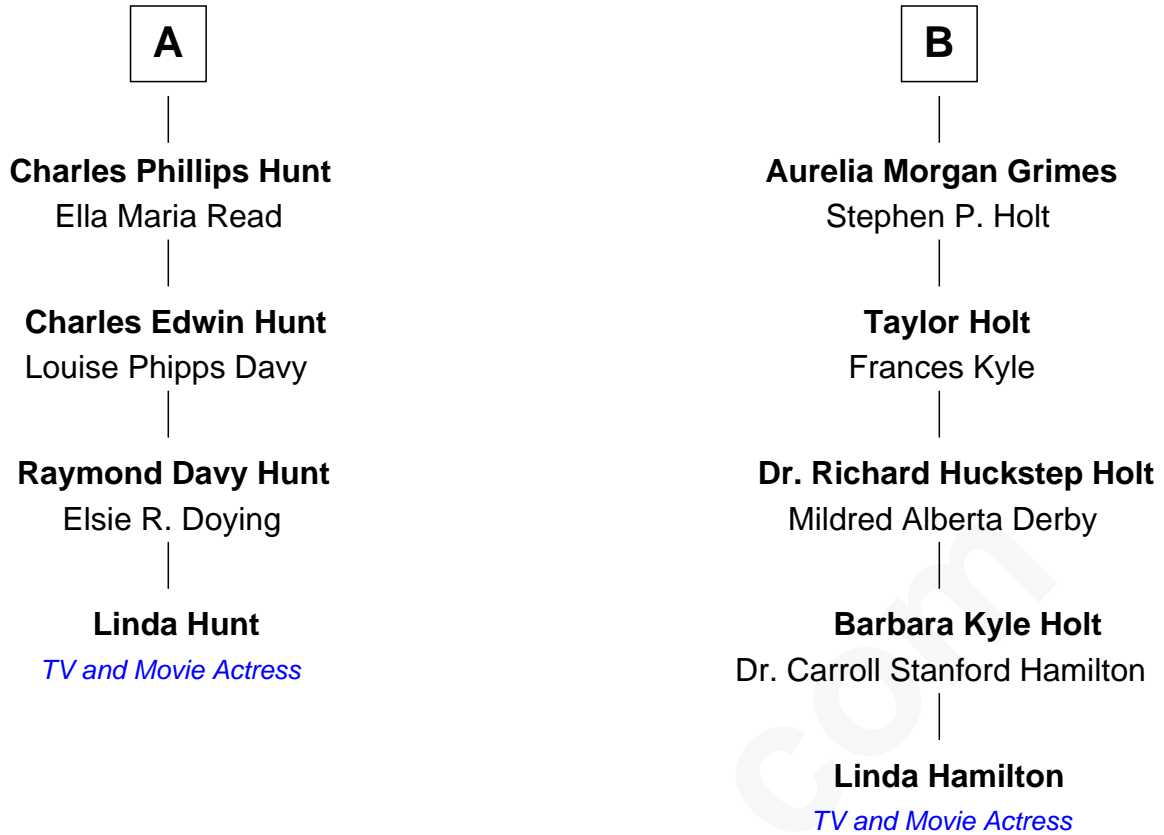 A
Charles Phillips Hunt
Ella Maria Read
Charles Edwin Hunt
Louise Phipps Davy
Raymond Davy Hunt
Elsie R. Doying
Linda Hunt
TV and Movie Actress
B
Aurelia Morgan Grimes
Stephen P. Holt
Taylor Holt
Frances Kyle
Dr. Richard Huckstep Holt
Mildred Alberta Derby
Barbara Kyle Holt
Dr. Carroll Stanford Hamilton
Linda Hamilton
TV and Movie Actress
com